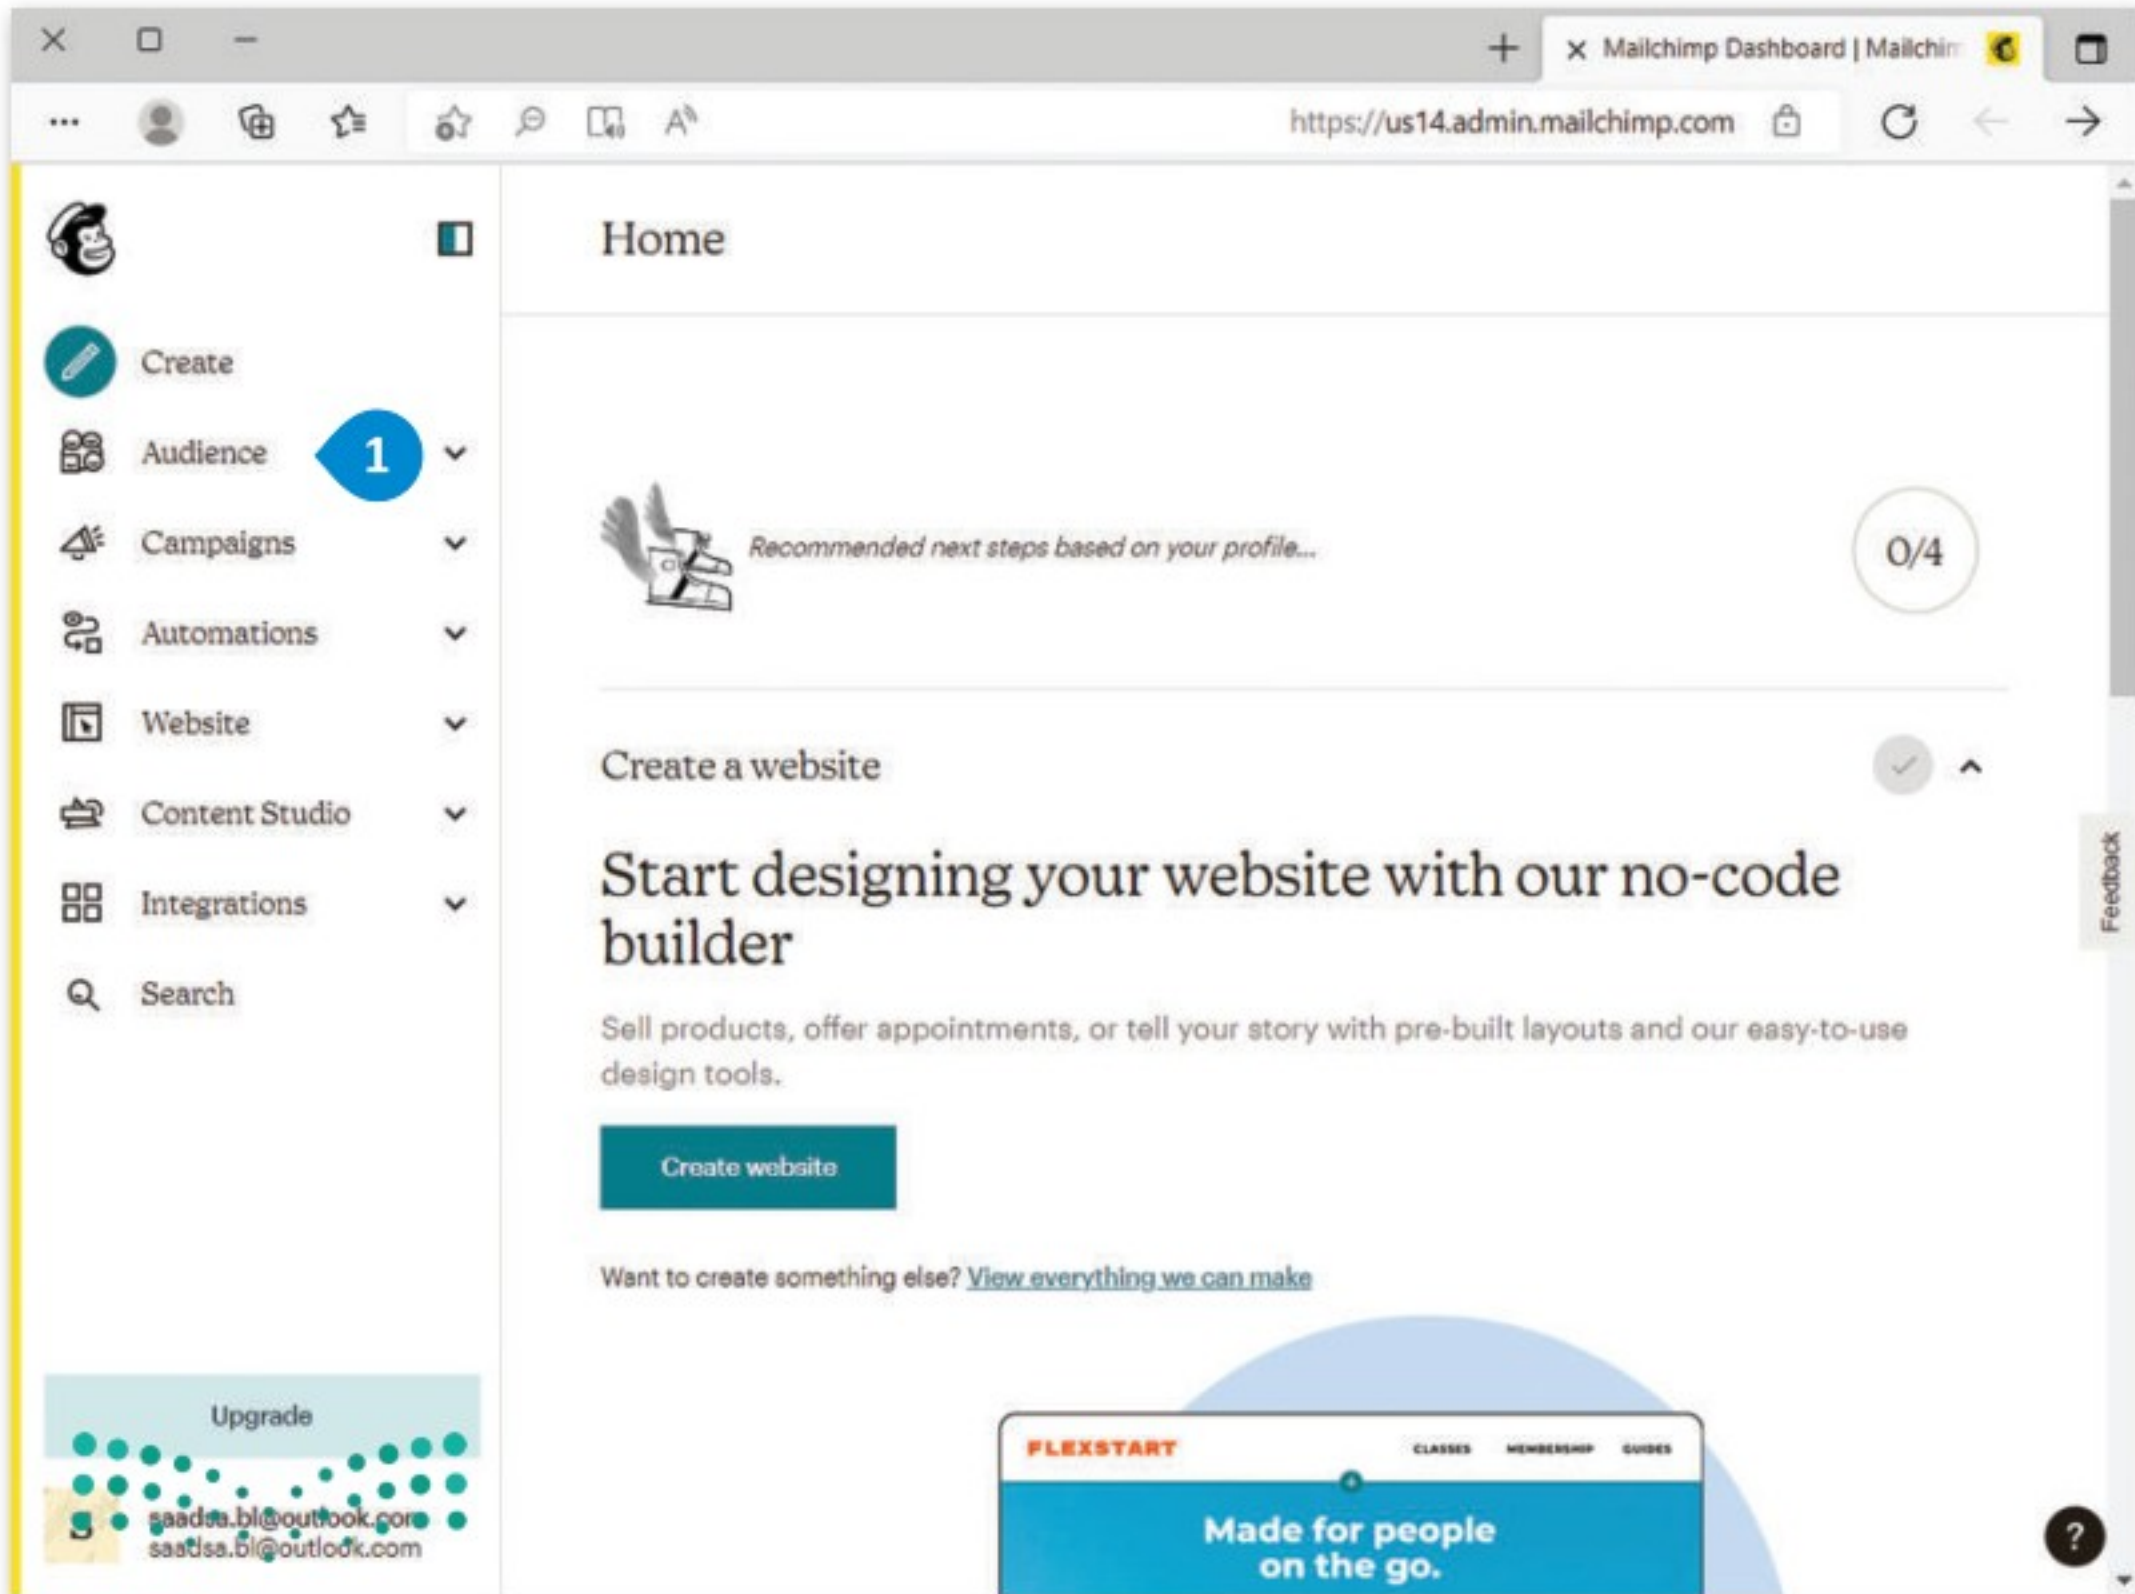 Mailchimp Dashboard | Mailchim
https://us14.admin.mailchimp.com
Home
Create
Audience
1
Campaigns
Automations
Website
Content Studio
Integrations
Search
Recommended next steps based on your profile...
0/4
Create a website
Start designing your website with our no-code
builder
Sell products, offer appointments, or tell your story with pre-built layouts and our easy-to-use
design tools.
Create website
Want to create something else? View everything we can make
Feedback
FLEXSTART
CLASSES MEMBERSHIP GUIDES
Made for people
on the go.
Upgrade
S
saadsa.bl@outlook.com
saadsa.bl@outlook.com
?